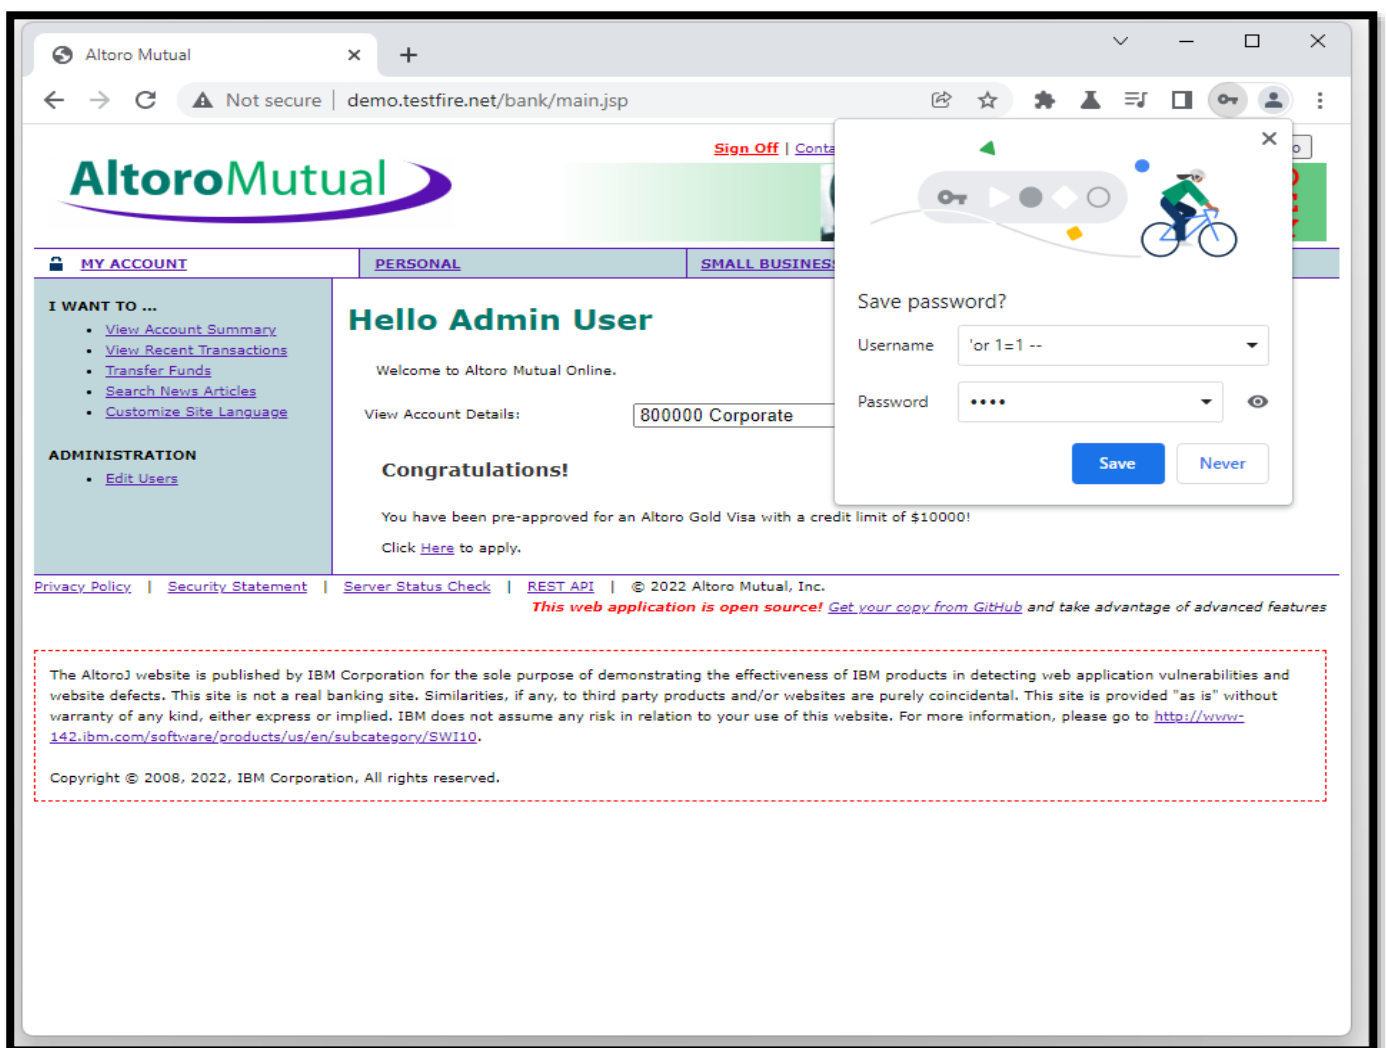 Altoro Mutual
Not secure | demo.testfire.net/bank/main.jsp
Sign Off | Conta
AltoroMutual
MY ACCOUNT
PERSONAL
SMALL BUSINES
I WANT TO ...
View Account Summary
View Recent Transactions
Transfer Funds
Search News Articles
Customize Site Language
ADMINISTRATION
Edit Users
Hello Admin User
Welcome to Altoro Mutual Online.
View Account Details: 800000 Corporate
Congratulations!
You have been pre-approved for an Altoro Gold Visa with a credit limit of $10000!
Click Here to apply.
Save password?
Username 'or 1=1 --
Password ••••
Save Never
Privacy Policy | Security Statement | Server Status Check | REST API | © 2022 Altoro Mutual, Inc.
This web application is open source! Get your copy from GitHub and take advantage of advanced features
The AltoroJ website is published by IBM Corporation for the sole purpose of demonstrating the effectiveness of IBM products in detecting web application vulnerabilities and
website defects. This site is not a real banking site. Similarities, if any, to third party products and/or websites are purely coincidental. This site is provided "as is" without
warranty of any kind, either express or implied. IBM does not assume any risk in relation to your use of this website. For more information, please go to http://www-
142.ibm.com/software/products/us/en/subcategory/SWI10.
Copyright © 2008, 2022, IBM Corporation, All rights reserved.